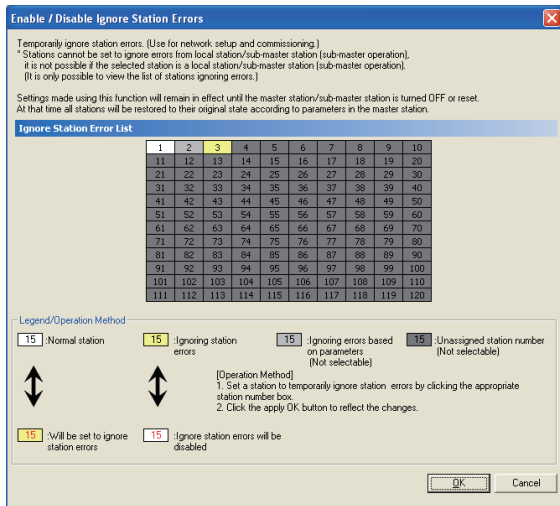 Enable / Disable Ignore Station Errors
Temporarily ignore station errors. (Use for network setup and commissioning.)
* Stations cannot be set to ignore errors from local station/sub-master station (sub-master operation),
it is not possible if the selected station is a local station/sub-master station (sub-master operation).
(It is only possible to view the list of stations ignoring errors.)
Settings made using this function will remain in effect until the master station/sub-master station is turned OFF or reset.
At that time all stations will be restored to their original state according to parameters in the master station.
Ignore Station Error List
1 2 3 4 5 6 7 8 9 10
11 12 13 14 15 16 17 18 19 20
21 22 23 24 25 26 27 28 29 30
31 32 33 34 35 36 37 38 39 40
41 42 43 44 45 46 47 48 49 50
51 52 53 54 55 56 57 58 59 60
61 62 63 64 65 66 67 68 69 70
71 72 73 74 75 76 77 78 79 80
81 82 83 84 85 86 87 88 89 90
91 92 93 94 95 96 97 98 99 100
101 102 103 104 105 106 107 108 109 110
111 112 113 114 115 116 117 118 119 120
Legend/Operation Method
15 :Normal station
15 :Ignoring station
errors
15 :Ignoring errors based
on parameters
(Not selectable)
15 :Unassigned station number
(Not selectable)
[Operation Method]
1. Set a station to temporarily ignore station errors by clicking the appropriate
station number box.
2. Click the apply OK button to reflect the changes.
15 :Will be set to ignore
station errors
15 :Ignore station errors will be
disabled
OK
Cancel